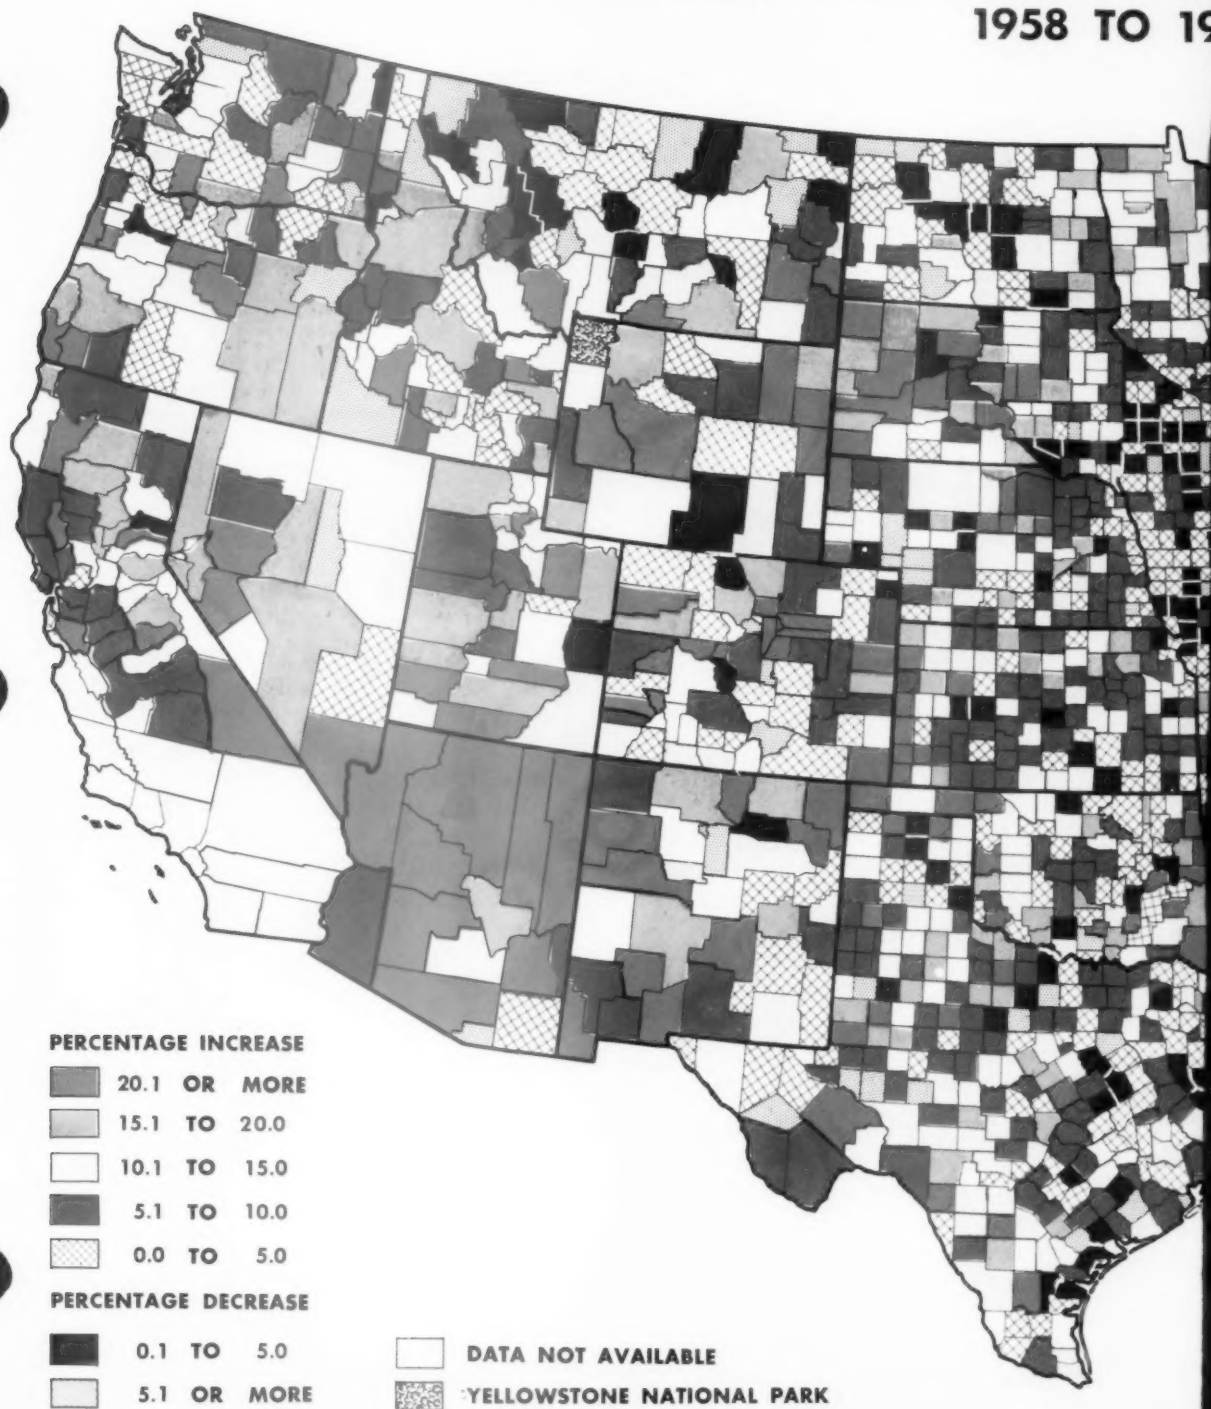 1958 TO 19
PERCENTAGE INCREASE
20.1 OR MORE
15.1 TO 20.0
10.1 TO 15.0
5.1 TO 10.0
0.0 TO 5.0
PERCENTAGE DECREASE
0.1 TO 5.0
5.1 OR MORE
DATA NOT AVAILABLE
YELLOWSTONE NATIONAL PARK